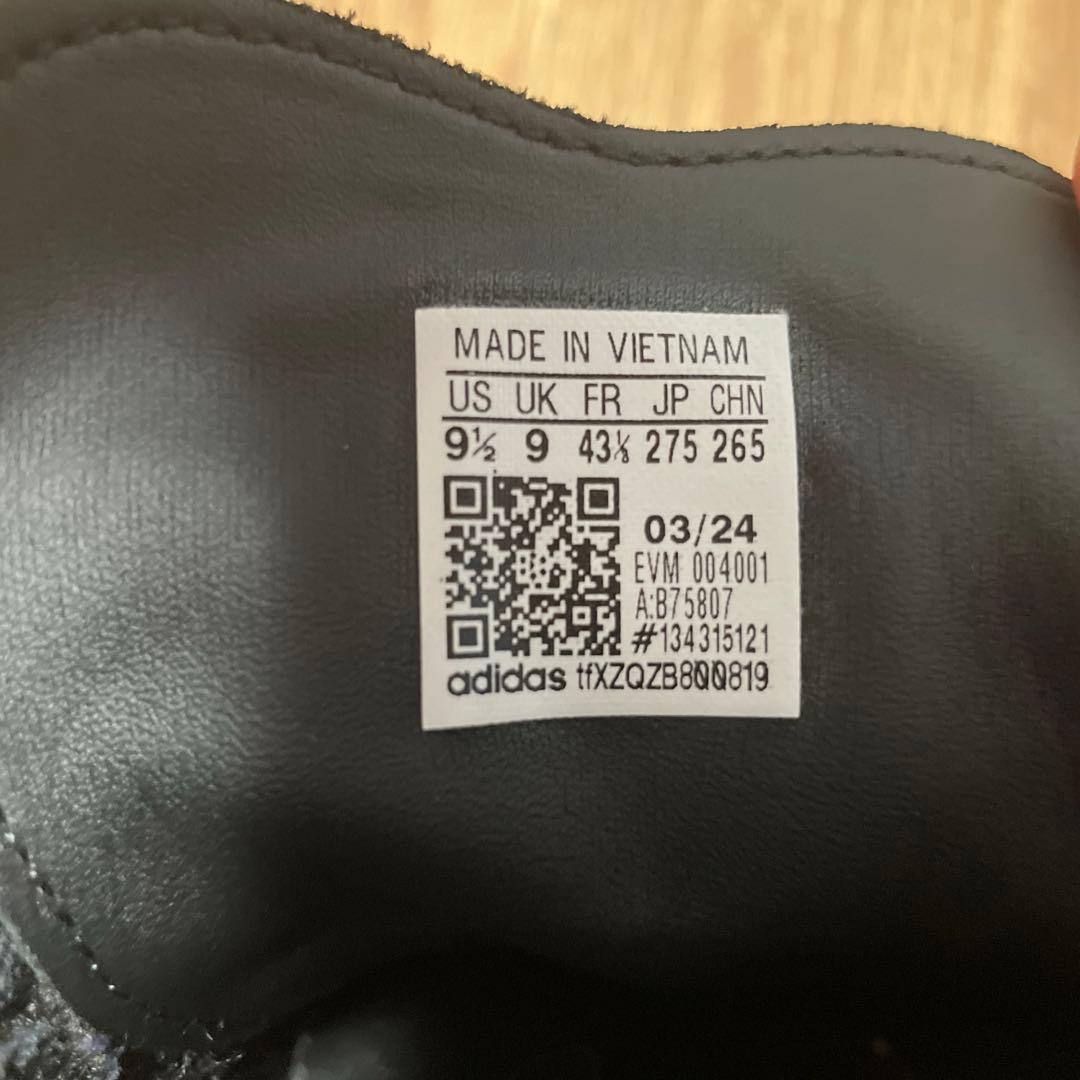 MADE IN VIETNAM
US UK FR JP CHN
9½ 9 43⅓ 275 265
03/24
EVM 004001
A:B75807
#134315121
adidas tfXZQZB800819